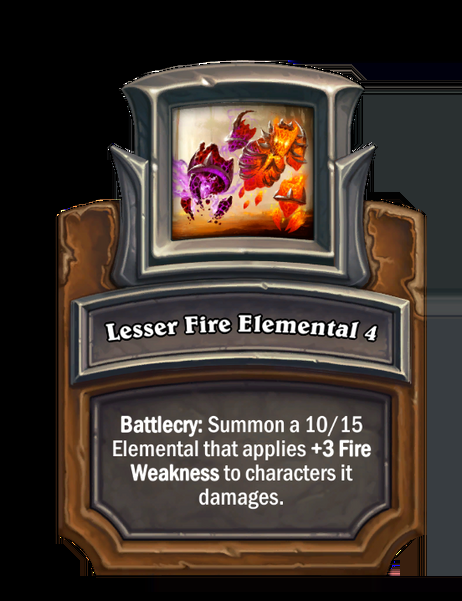 Lesser Fire Elemental 4
Battlecry: Summon a 10/15
Elemental that applies +3 Fire
Weakness to characters it
damages.